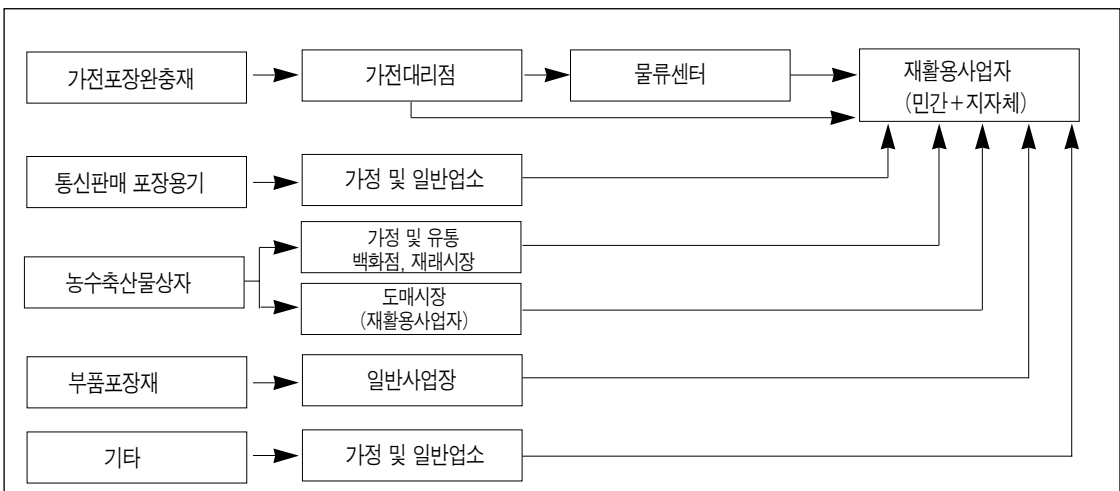 가전포장완충재
가전대리점
물류센터
재활용사업자
(민간+지자체)
통신판매 포장용기
가정 및 일반업소
농수축산물상자
가정 및 유통
백화점, 재래시장
도매시장
(재활용사업자)
부품포장재
일반사업장
기타
가정 및 일반업소